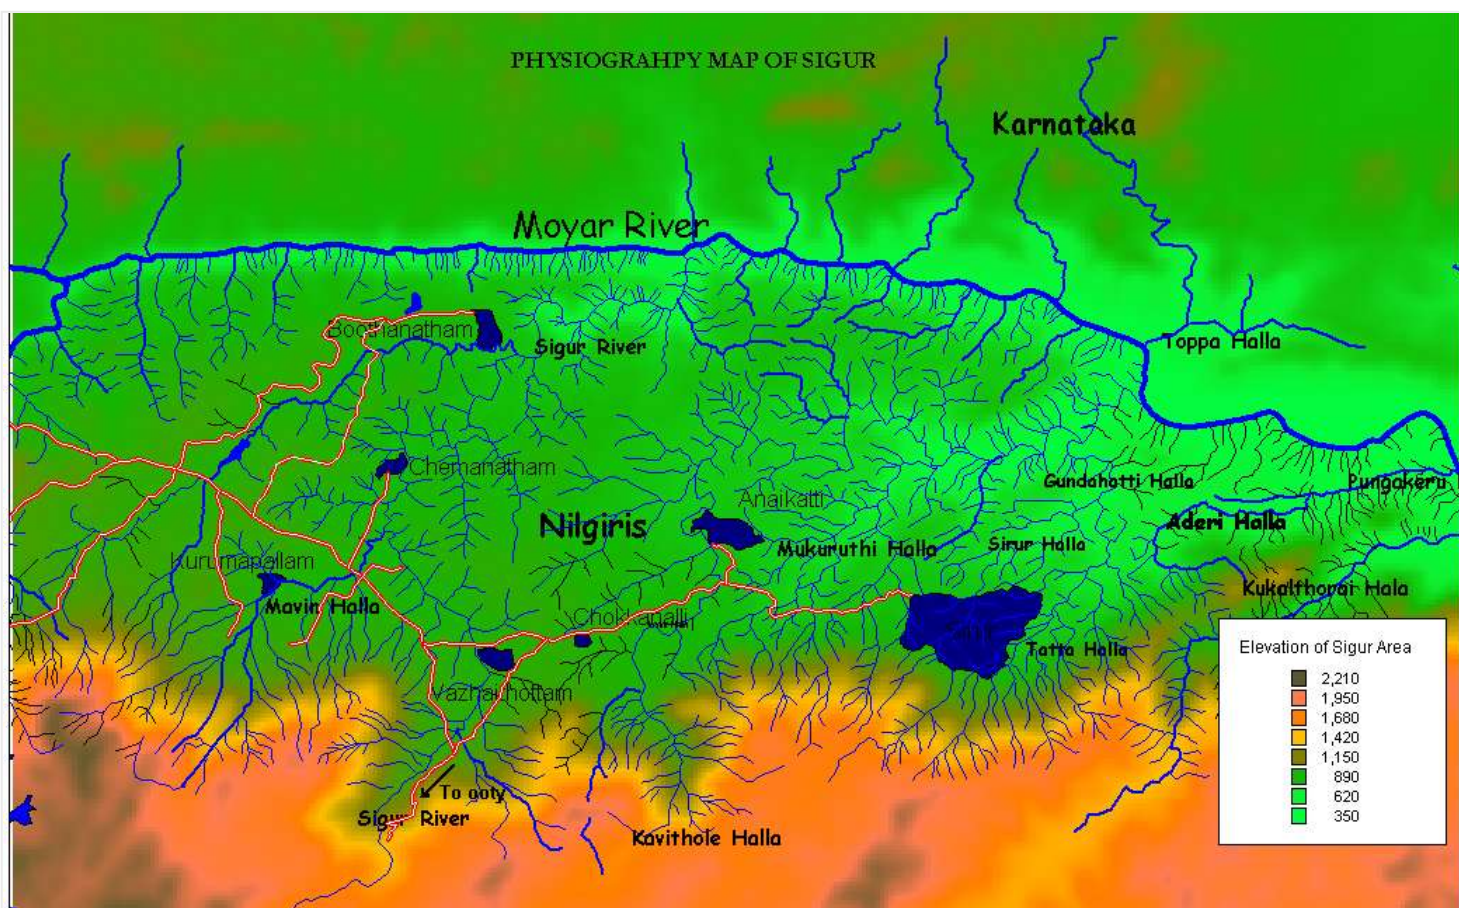 PHYSIOGRAHPY MAP OF SIGUR
Karnataka
Moyar River
Boothanatham
Sigur River
Toppa Halla
Chemanatham
Gundahatti Halla
Pungakeru
Anaikatti
Nilgiris
Aderi Halla
Mukuruthi Halla
Sirur Halla
Kurumapallam
Mavin Halla
Kukalthorai Hala
Chokkanalli
Tatta Halla
Vazhaithottam
Elevation of Sigur Area
2,210
1,950
1,680
1,420
1,150
890
620
350
To ooty
Sigur River
Kavithole Halla